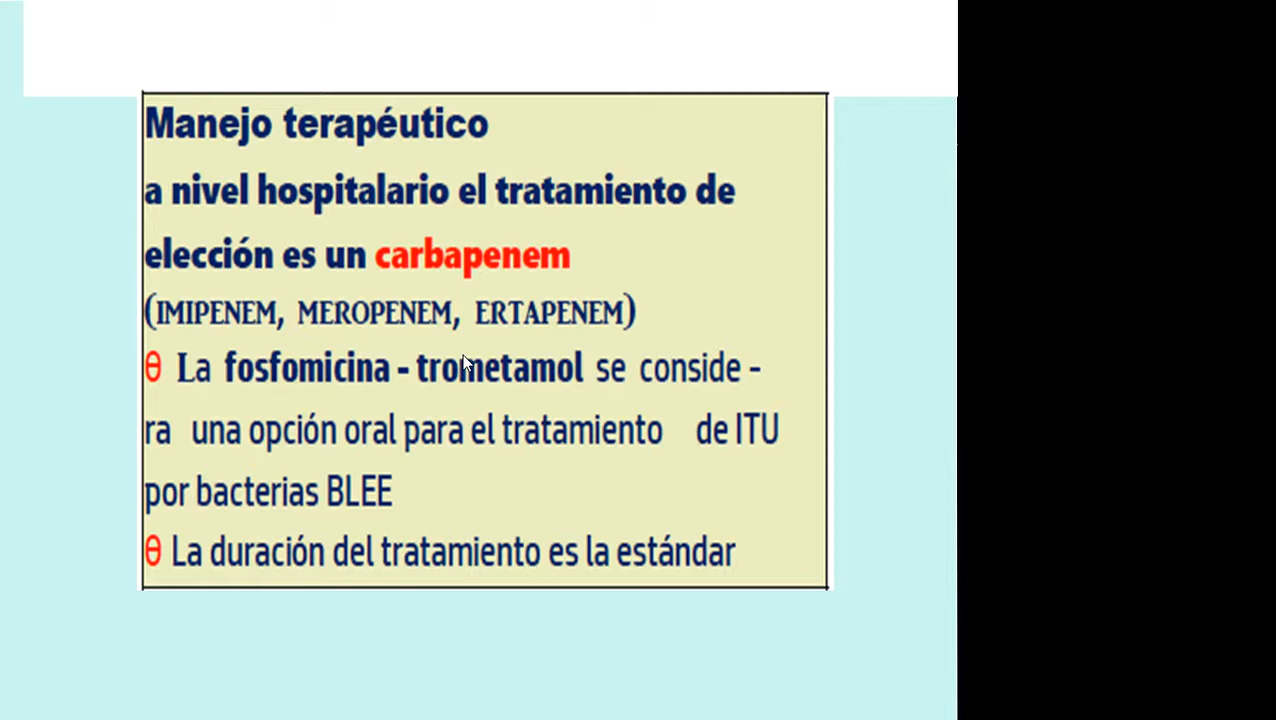 Manejo terapéutico
a nivel hospitalario el tratamiento de
elección es un carbapenem
(IMIPENEM, MEROPENEM, ERTAPENEM)
θ La fosfomicina - trometamol se conside -
ra una opción oral para el tratamiento de ITU
por bacterias BLEE
θ La duración del tratamiento es la estándar